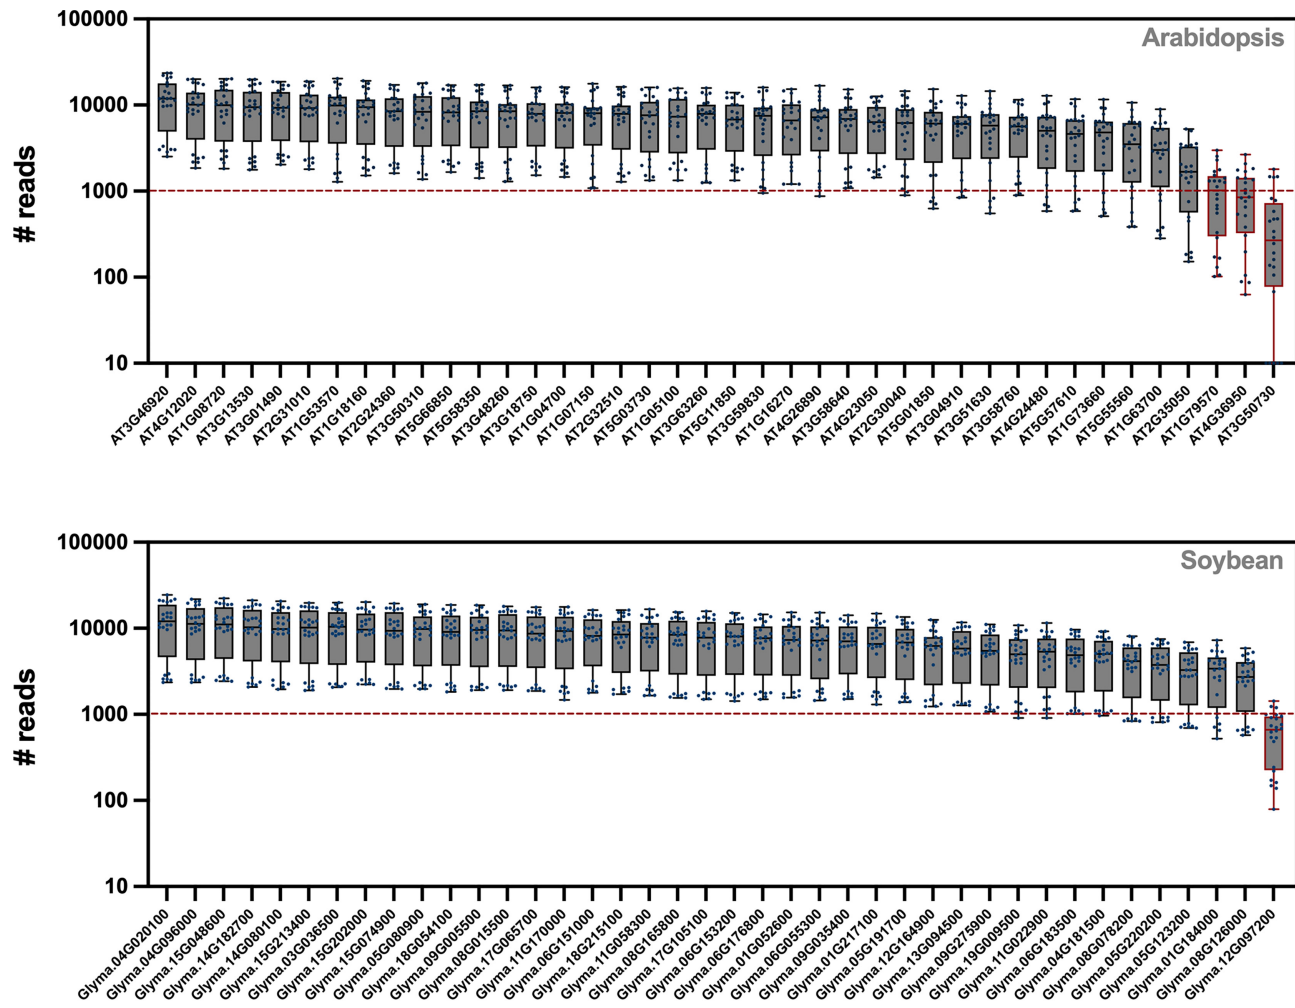 100000
Arabidopsis
10000
1000
100
10
# reads
AT3G46920
AT4G12020
AT1G08720
AT3G13530
AT3G01490
AT2G31010
AT1G53570
AT1G18160
AT2G24360
AT3G50310
AT5G66850
AT5G58350
AT3G48260
AT3G18750
AT1G04700
AT1G07150
AT2G32510
AT5G03730
AT1G05100
AT3G63260
AT5G11850
AT3G59830
AT1G16270
AT4G26890
AT3G58640
AT4G23050
AT2G30040
AT5G01850
AT3G04910
AT3G51630
AT3G58760
AT4G24480
AT5G57610
AT1G73660
AT5G55560
AT1G63700
AT2G35050
AT1G79570
AT4G36950
AT3G50730
100000
Soybean
10000
1000
100
10
# reads
Glyma.04G020100
Glyma.04G096000
Glyma.15G048600
Glyma.14G182700
Glyma.14G080100
Glyma.15G213400
Glyma.03G036500
Glyma.15G202000
Glyma.15G074900
Glyma.05G080900
Glyma.18G054100
Glyma.09G005500
Glyma.08G015500
Glyma.17G065700
Glyma.11G170000
Glyma.06G151000
Glyma.18G215100
Glyma.11G058300
Glyma.08G165800
Glyma.17G105100
Glyma.06G153200
Glyma.06G176800
Glyma.01G052600
Glyma.06G055300
Glyma.09G035400
Glyma.01G217100
Glyma.05G191700
Glyma.12G164900
Glyma.13G094500
Glyma.09G275900
Glyma.19G009500
Glyma.11G022900
Glyma.06G183500
Glyma.04G181500
Glyma.08G078200
Glyma.05G220200
Glyma.05G123200
Glyma.01G184000
Glyma.08G126000
Glyma.12G097200